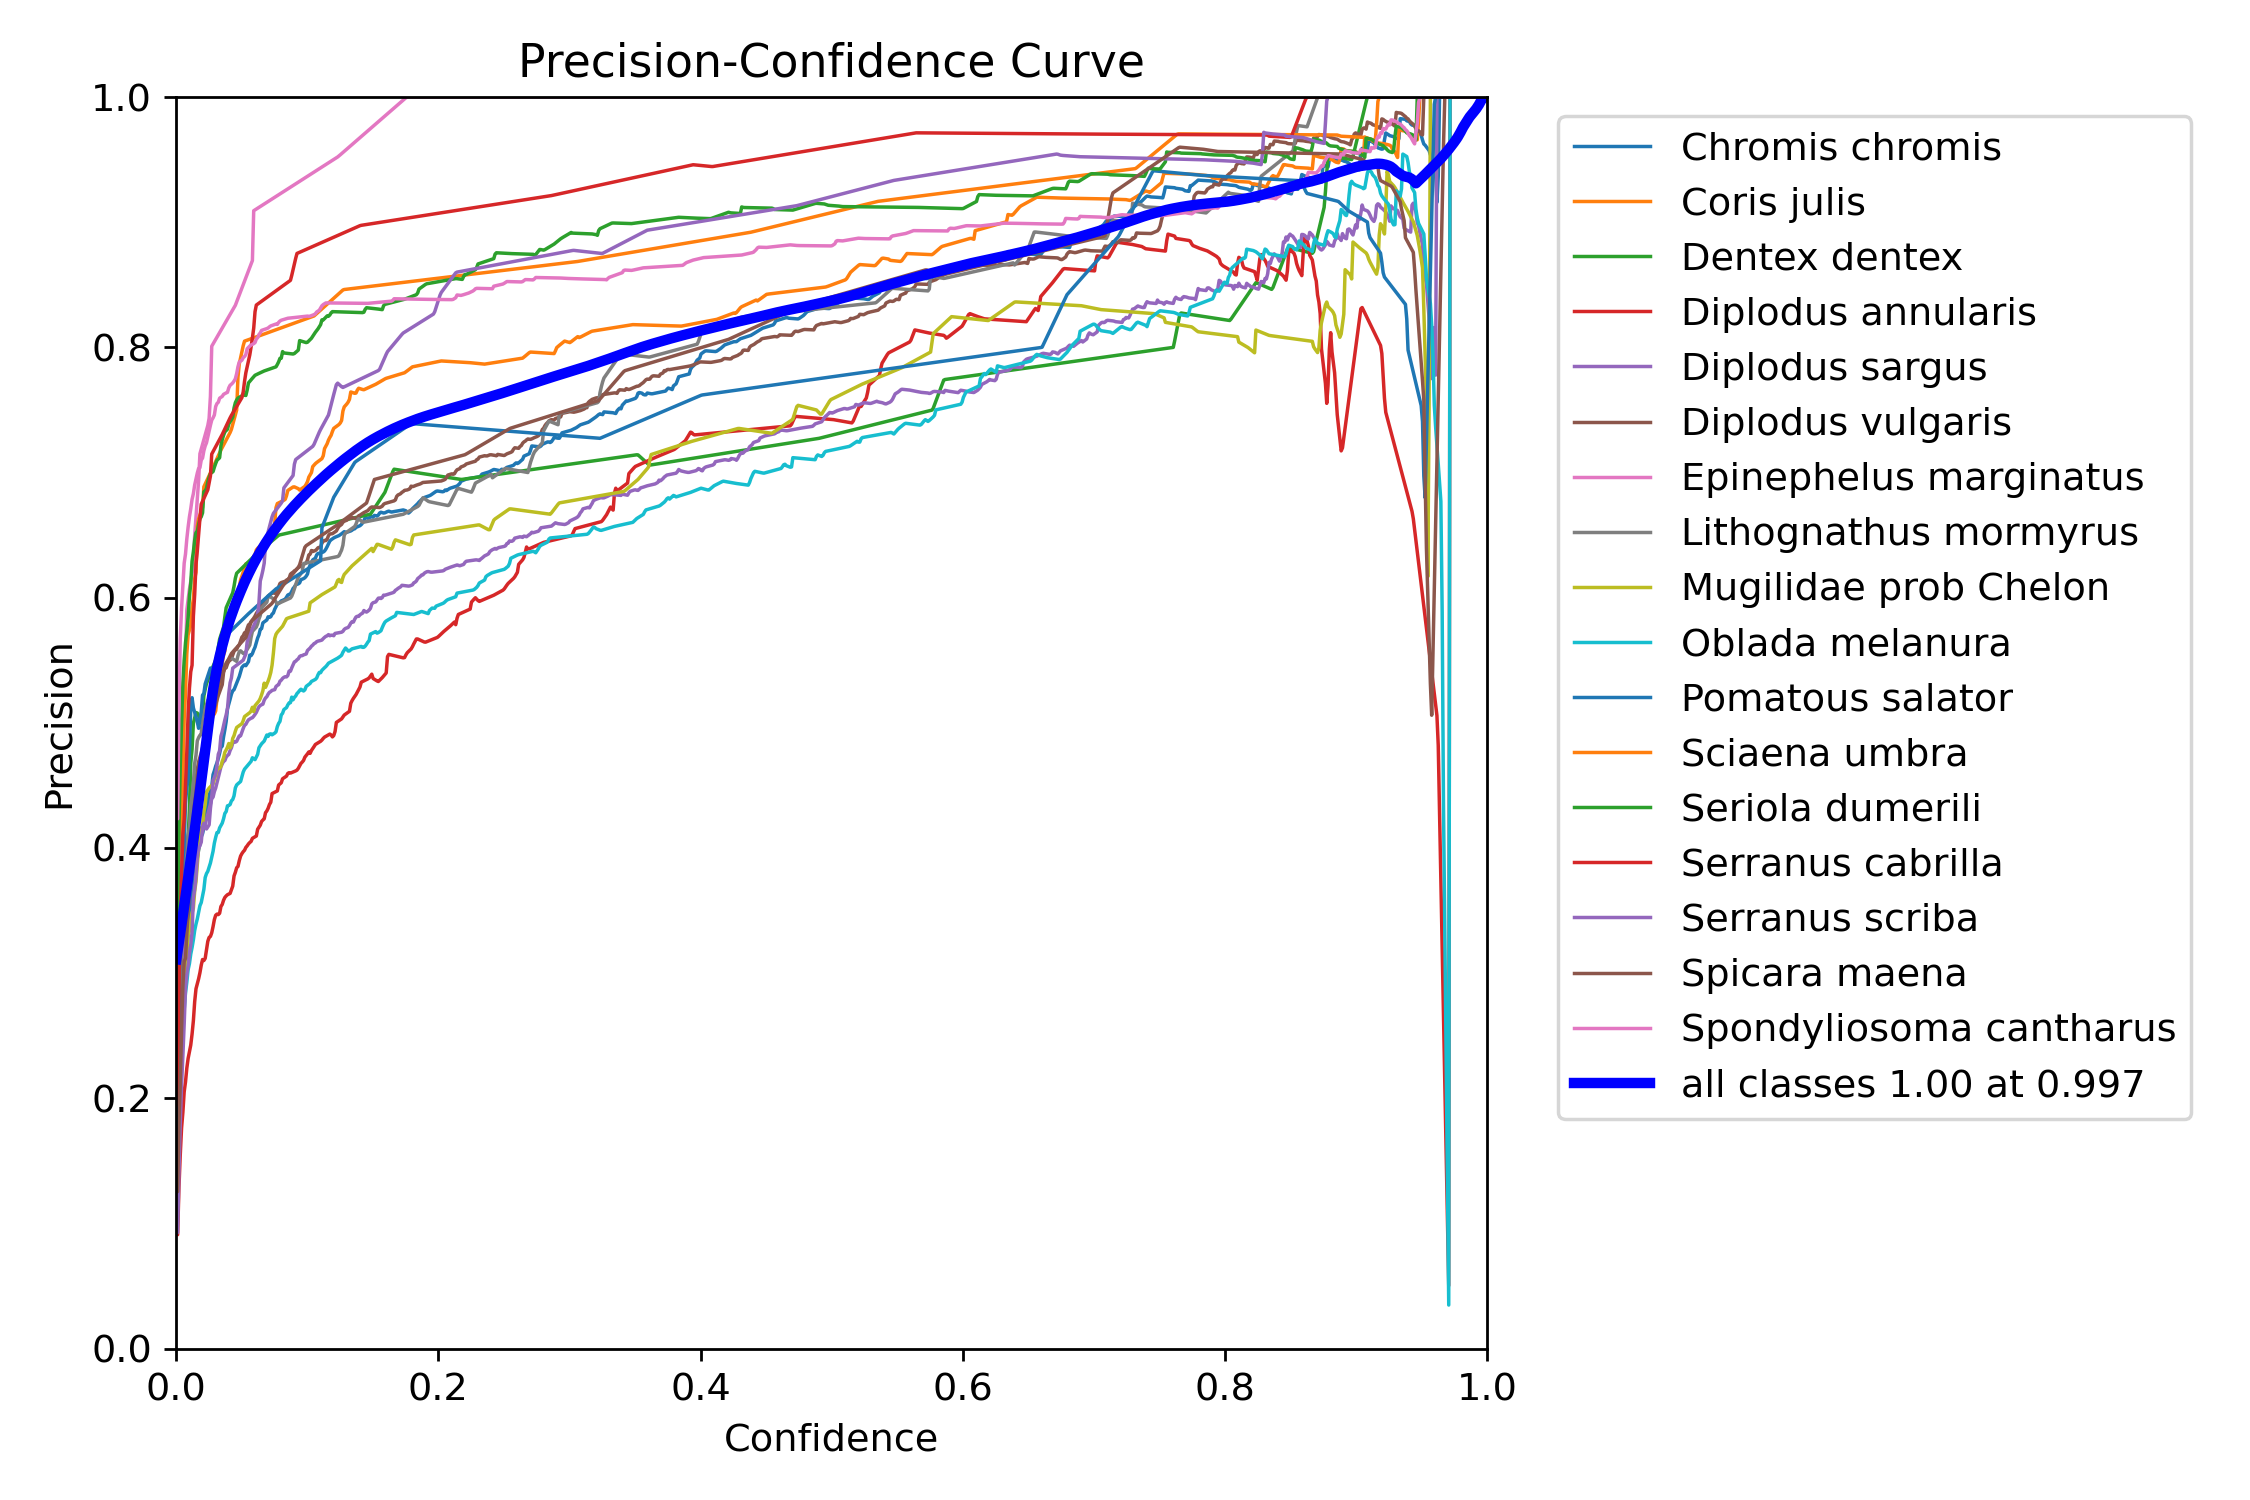 Precision-Confidence Curve
1.0
0.8
0.6
0.4
0.2
0.0
Precision
0.0 0.2 0.4 0.6 0.8 1.0
Confidence
Chromis chromis
Coris julis
Dentex dentex
Diplodus annularis
Diplodus sargus
Diplodus vulgaris
Epinephelus marginatus
Lithognathus mormyrus
Mugilidae prob Chelon
Oblada melanura
Pomatous salator
Sciaena umbra
Seriola dumerili
Serranus cabrilla
Serranus scriba
Spicara maena
Spondyliosoma cantharus
all classes 1.00 at 0.997